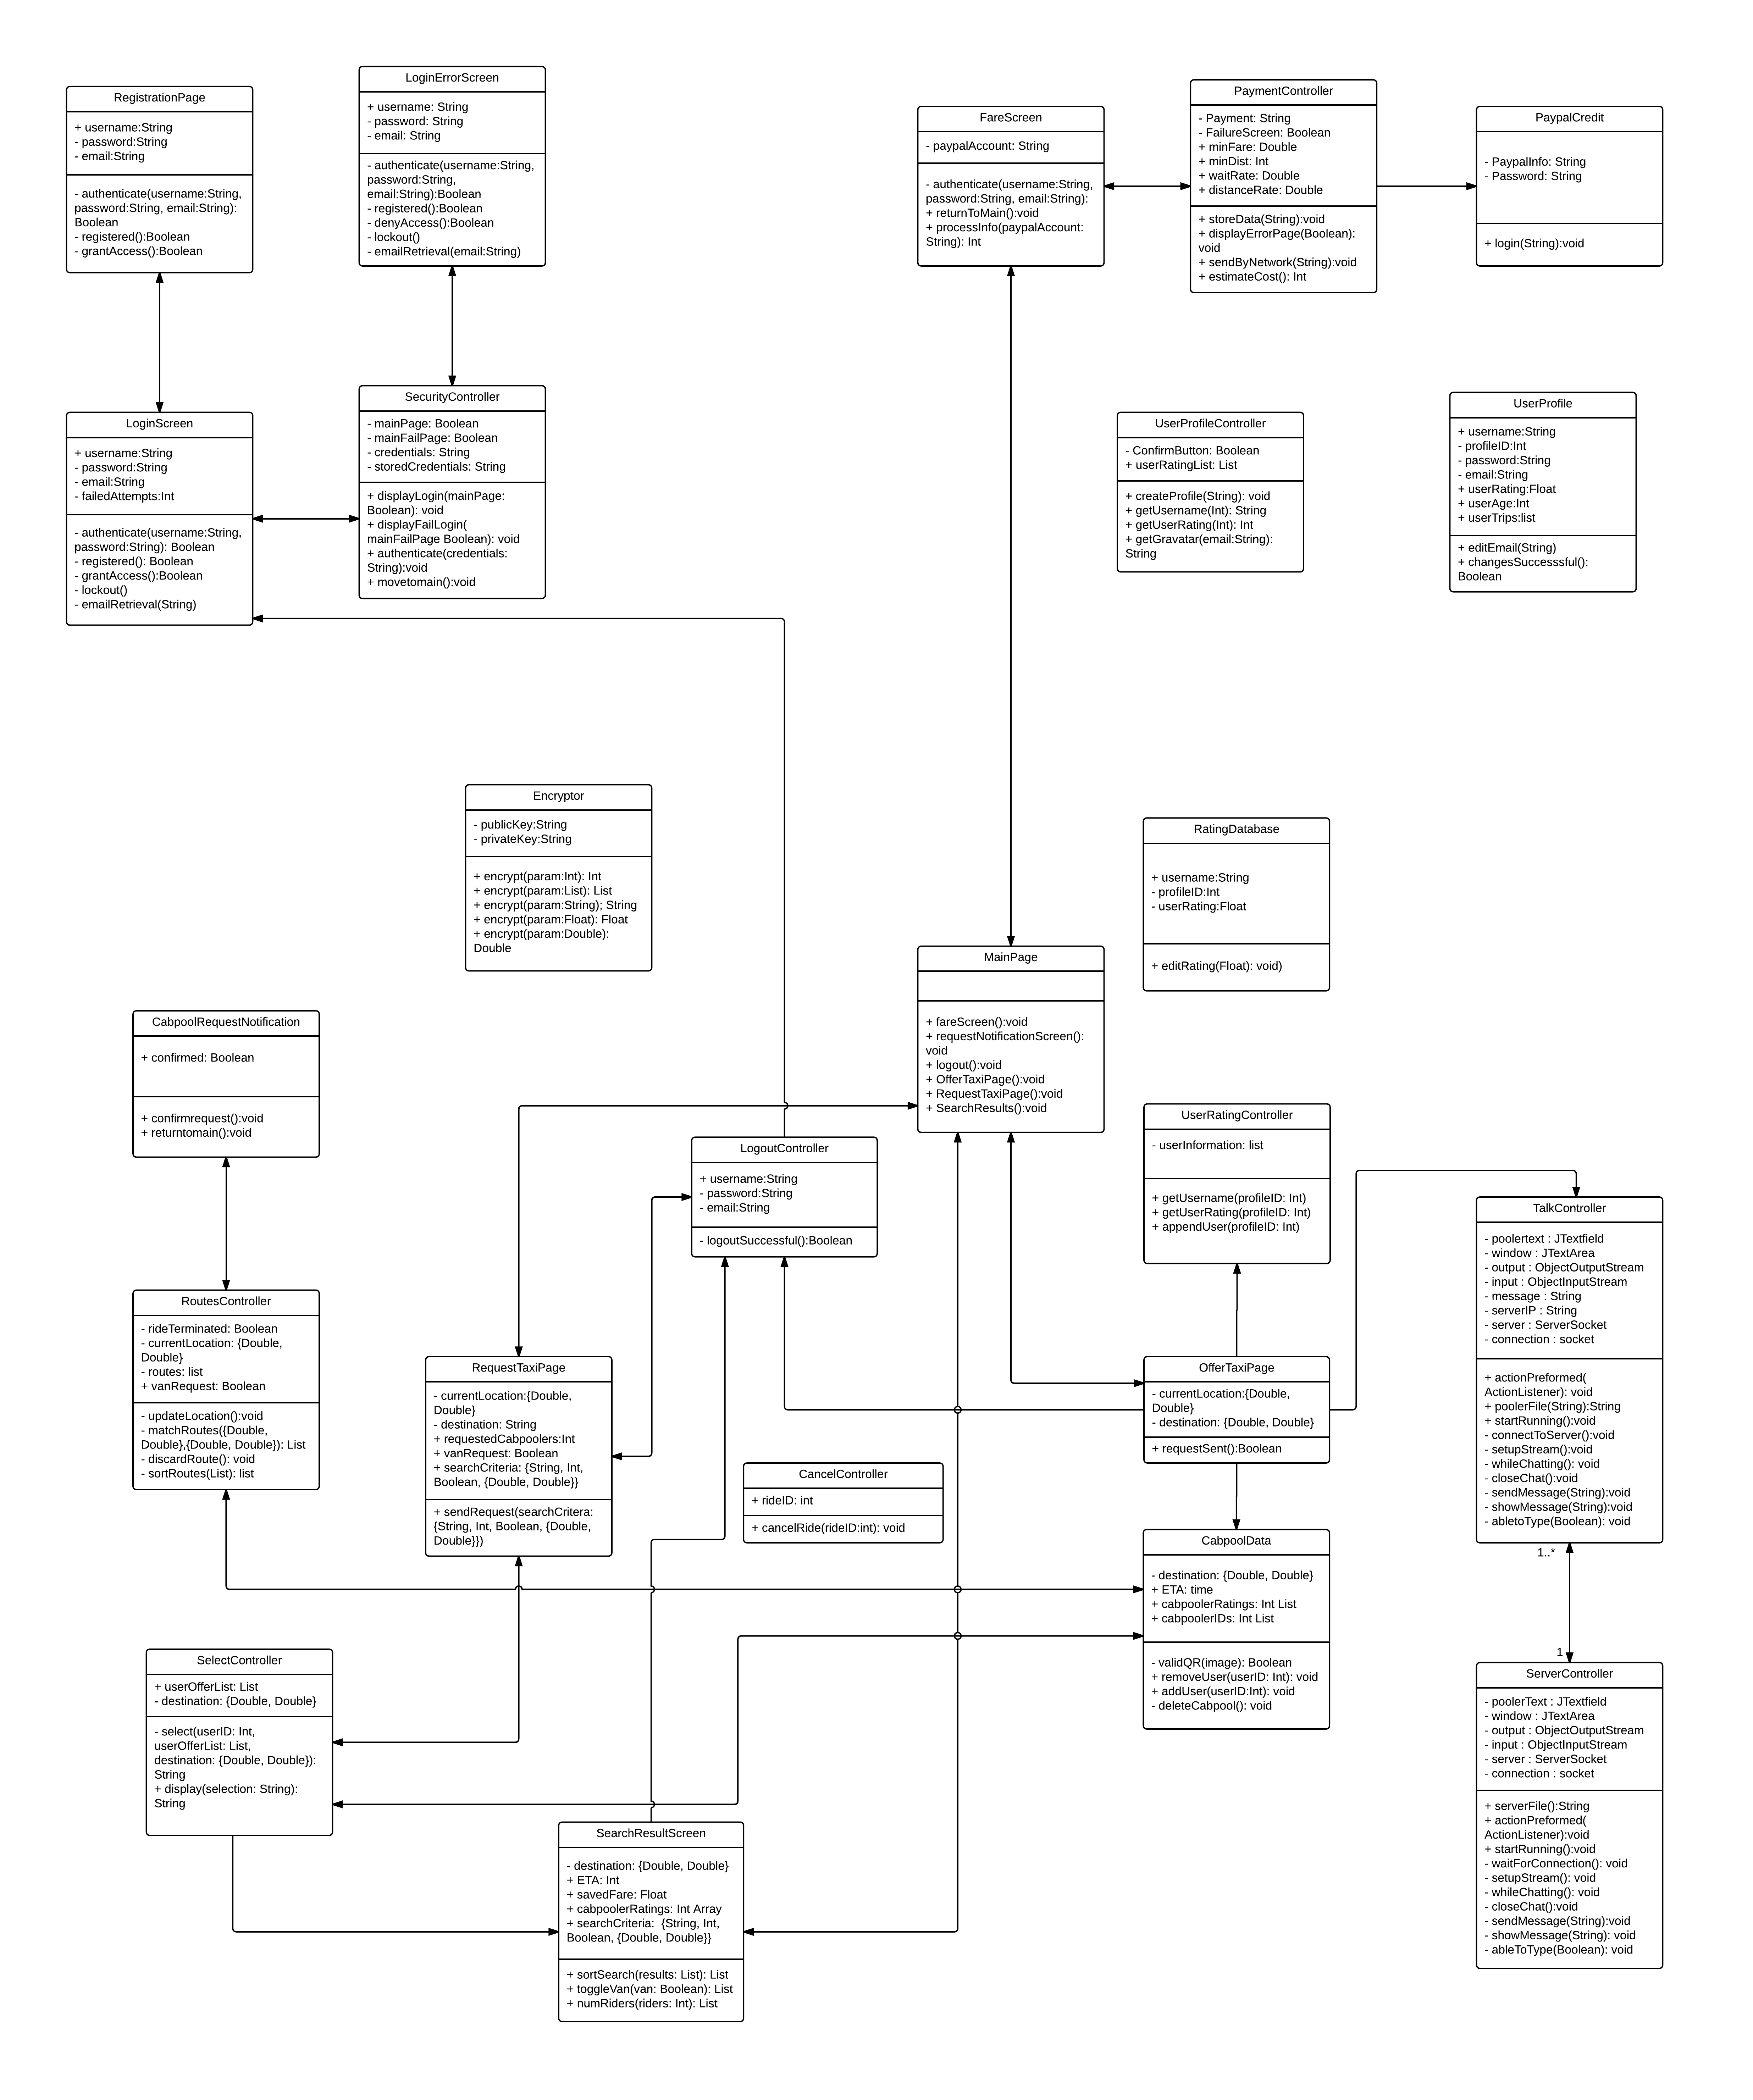 LoginErrorScreen
+ username: String
- password: String
- email: String
- authenticate(username:String,
password:String,
email:String):Boolean
- registered():Boolean
- denyAccess():Boolean
- lockout()
- emailRetrieval(email:String)
RegistrationPage
+ username:String
- password:String
- email:String
- authenticate(username:String,
password:String, email:String):
Boolean
- registered():Boolean
- grantAccess():Boolean
FareScreen
- paypalAccount: String
- authenticate(username:String,
password:String, email:String):
+ returnToMain():void
+ processInfo(paypalAccount:
String): Int
PaymentController
- Payment: String
- FailureScreen: Boolean
+ minFare: Double
+ minDist: Int
+ waitRate: Double
+ distanceRate: Double
+ storeData(String):void
+ displayErrorPage(Boolean):
void
+ sendByNetwork(String):void
+ estimateCost(): Int
PaypalCredit
- PaypalInfo: String
- Password: String
+ login(String):void
LoginScreen
+ username:String
- password:String
- email:String
- failedAttempts:Int
- authenticate(username:String,
password:String): Boolean
- registered(): Boolean
- grantAccess():Boolean
- lockout()
- emailRetrieval(String)
SecurityController
- mainPage: Boolean
- mainFailPage: Boolean
- credentials: String
- storedCredentials: String
+ displayLogin(mainPage:
Boolean): void
+ displayFailLogin(
mainFailPage Boolean): void
+ authenticate(credentials:
String):void
+ movetomain():void
UserProfileController
- ConfirmButton: Boolean
+ userRatingList: List
+ createProfile(String): void
+ getUsername(Int): String
+ getUserRating(Int): Int
+ getGravatar(email:String):
String
UserProfile
+ username:String
- profileID:Int
- password:String
- email:String
+ userRating:Float
+ userAge:Int
+ userTrips:list
+ editEmail(String)
+ changesSuccesssful():
Boolean
Encryptor
- publicKey:String
- privateKey:String
+ encrypt(param:Int): Int
+ encrypt(param:List): List
+ encrypt(param:String); String
+ encrypt(param:Float): Float
+ encrypt(param:Double):
Double
RatingDatabase
+ username:String
- profileID:Int
- userRating:Float
+ editRating(Float): void)
MainPage
+ fareScreen():void
+ requestNotificationScreen():
void
+ logout():void
+ OfferTaxiPage():void
+ RequestTaxiPage():void
+ SearchResults():void
CabpoolRequestNotification
+ confirmed: Boolean
+ confirmrequest():void
+ returntomain():void
LogoutController
+ username:String
- password:String
- email:String
- logoutSuccessful():Boolean
UserRatingController
- userInformation: list
+ getUsername(profileID: Int)
+ getUserRating(profileID: Int)
+ appendUser(profileID: Int)
TalkController
- poolertext : JTextfield
- window : JTextArea
- output : ObjectOutputStream
- input : ObjectInputStream
- message : String
- serverIP : String
- server : ServerSocket
- connection : socket
+ actionPreformed(
ActionListener): void
+ poolerFile(String):String
+ startRunning():void
- connectToServer():void
- setupStream():void
- whileChatting(): void
- closeChat():void
- sendMessage(String):void
- showMessage(String):void
- abletoType(Boolean): void
RoutesController
- rideTerminated: Boolean
- currentLocation: {Double,
Double}
- routes: list
+ vanRequest: Boolean
- updateLocation():void
- matchRoutes({Double,
Double},{Double, Double}): List
- discardRoute(): void
- sortRoutes(List): list
RequestTaxiPage
- currentLocation:{Double,
Double}
- destination: String
+ requestedCabpoolers:Int
+ vanRequest: Boolean
+ searchCriteria: {String, Int,
Boolean, {Double, Double}}
+ sendRequest(searchCritera:
{String, Int, Boolean, {Double,
Double}})
OfferTaxiPage
- currentLocation:{Double,
Double}
- destination: {Double, Double}
+ requestSent():Boolean
CancelController
+ rideID: int
+ cancelRide(rideID:int): void
CabpoolData
- destination: {Double, Double}
+ ETA: time
+ cabpoolerRatings: Int List
+ cabpoolerIDs: Int List
- validQR(image): Boolean
+ removeUser(userID: Int): void
+ addUser(userID:Int): void
- deleteCabpool(): void
1..*
1
SelectController
+ userOfferList: List
- destination: {Double, Double}
- select(userID: Int,
userOfferList: List,
destination: {Double, Double}):
String
+ display(selection: String):
String
ServerController
- poolerText : JTextfield
- window : JTextArea
- output : ObjectOutputStream
- input : ObjectInputStream
- server : ServerSocket
- connection : socket
+ serverFile():String
+ actionPreformed(
ActionListener):void
+ startRunning():void
- waitForConnection(): void
- setupStream(): void
- whileChatting(): void
- closeChat():void
- sendMessage(String):void
- showMessage(String): void
- ableToType(Boolean): void
SearchResultScreen
- destination: {Double, Double}
+ ETA: Int
+ savedFare: Float
+ cabpoolerRatings: Int Array
+ searchCriteria:  {String, Int,
Boolean, {Double, Double}}
+ sortSearch(results: List): List
+ toggleVan(van: Boolean): List
+ numRiders(riders: Int): List